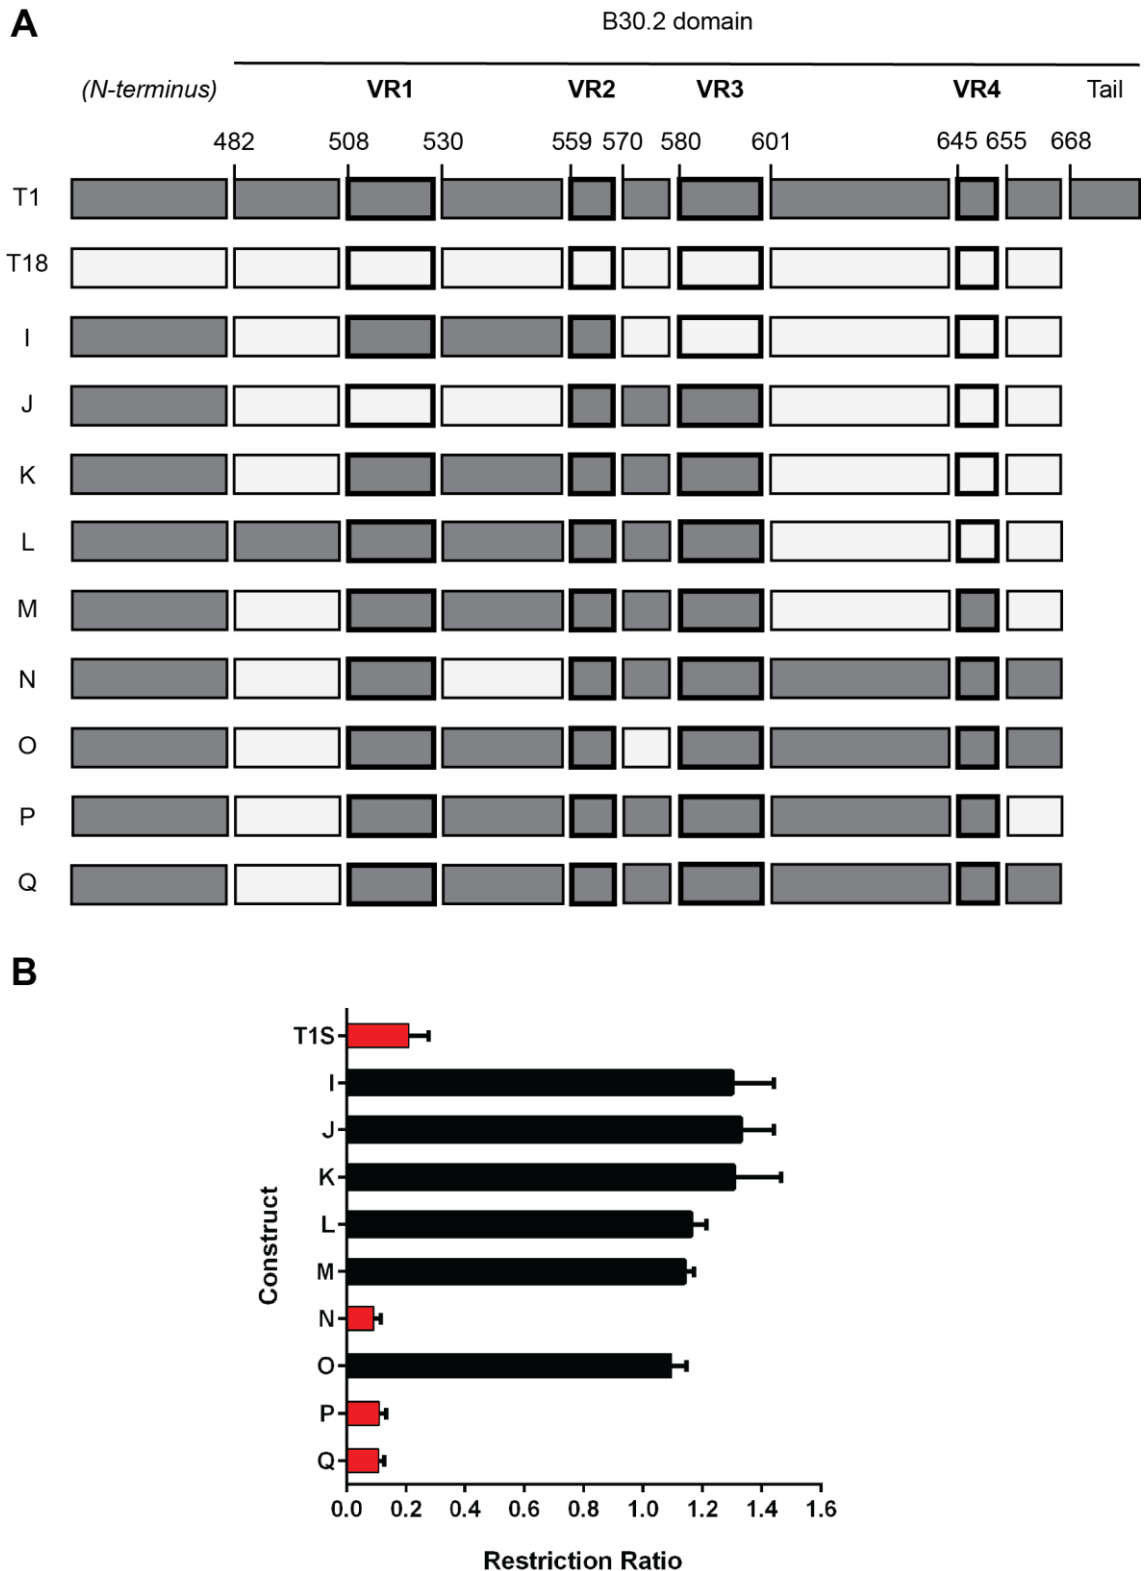 A
B30.2 domain
(N-terminus) VR1 VR2 VR3 VR4 Tail
482 508 530 559 570 580 601 645 655 668
T1
T18
I
J
K
L
M
N
O
P
Q
B
T1S
I
J
K
L
M
N
O
P
Q
Construct
0.0 0.2 0.4 0.6 0.8 1.0 1.2 1.4 1.6
Restriction Ratio